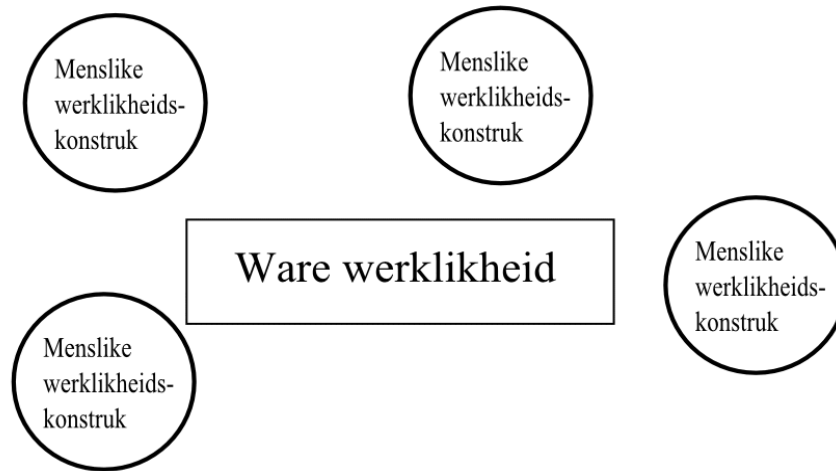 Menslike
werklikheids-
konstruk
Menslike
werklikheids-
konstruk
Ware werklikheid
Menslike
werklikheids-
konstruk
Menslike
werklikheids-
konstruk